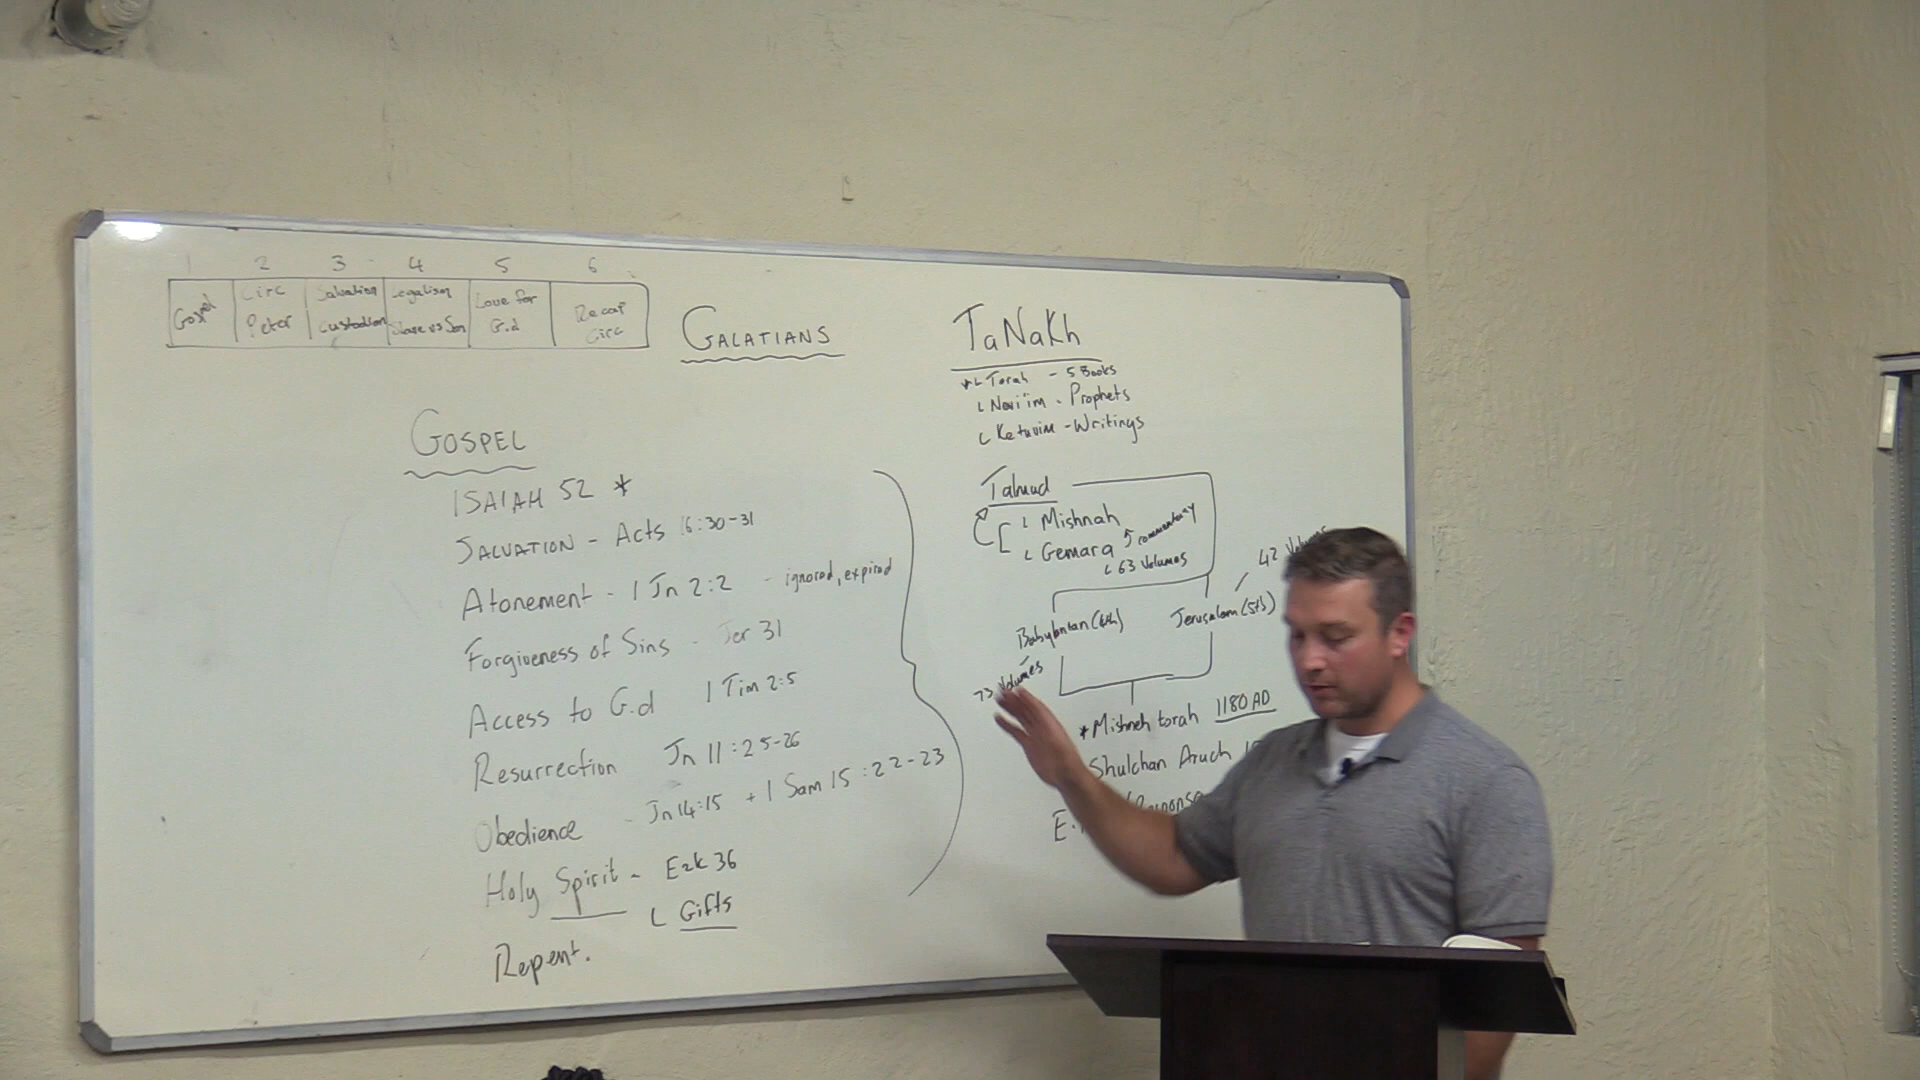 1 2 3 4 5 6
Gospel
Circ
Peter
Salvation
Custodian
Legalism
Slave vs Son
Love for
G.d
Recap
Circ
GALATIANS
GOSPEL
ISAIAH 52 *
SALVATION - Acts 16:30-31
Atonement - 1 Jn 2:2 - ignored, expired
Forgiveness of Sins - Jer 31
Access to G.d 1 Tim 2:5
Resurrection Jn 11:25-26
Obedience - Jn 14:15 + 1 Sam 15:22-23
Holy Spirit - Ezk 36
Gifts
Repent.
TaNaKh
* Torah - 5 Books
Nevi'im - Prophets
Ketuvim - Writings
Talmud
Mishnah
Gemara commentary
63 Volumes
Babylonian (6th) Jerusalem (5th)
42 Volumes
73 Volumes
* Mishneh torah 1180 AD
Shulchan Aruch